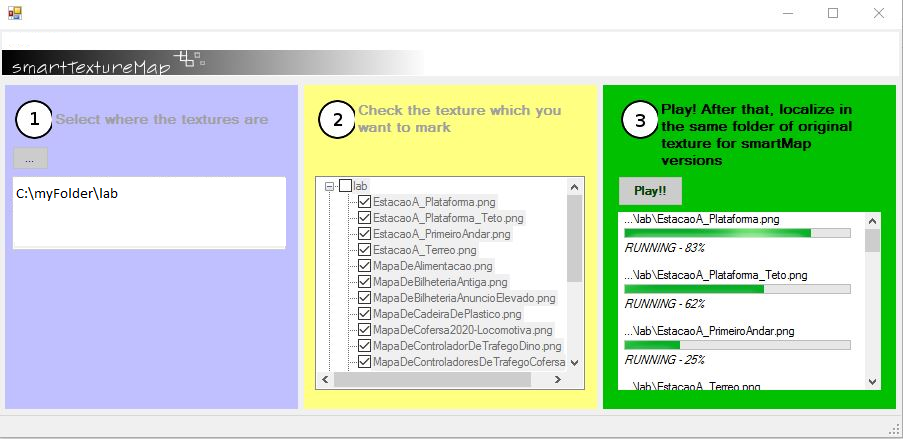 smartTextureMap
1
Select where the textures are
...
C:\myFolder\lab
2
Check the texture which you
want to mark
lab
EstacaoA_Plataforma.png
EstacaoA_Plataforma_Teto.png
EstacaoA_PrimeiroAndar.png
EstacaoA_Terreo.png
MapaDeAlimentacao.png
MapaDeBilheteriaAntiga.png
MapaDeBilheteriaAnuncioElevado.png
MapaDeCadeiraDePlastico.png
MapaDeCofersa2020-Locomotiva.png
MapaDeControladorDeTrafegoDino.png
MapaDeControladoresDeTrafegoCofersa
3
Play! After that, localize in
the same folder of original
texture for smartMap
versions
Play!!
...\lab\EstacaoA_Plataforma.png
RUNNING - 83%
...\lab\EstacaoA_Plataforma_Teto.png
RUNNING - 62%
...\lab\EstacaoA_PrimeiroAndar.png
RUNNING - 25%
...\lab\EstacaoA_Terreo.png